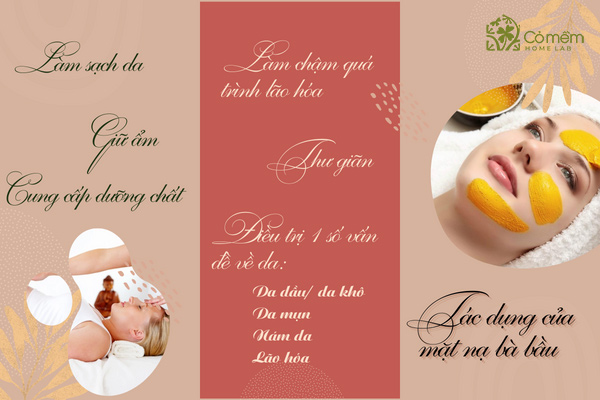 Làm sạch da
Giữ ẩm
Cung cấp dưỡng chất
Làm chậm quá
trình lão hóa
Thư giãn
Điều trị 1 số vấn
đề về da:
Da dầu/ da khô
Da mụn
Nám da
Lão hóa
Cỏ mềm
HOME LAB
Tác dụng của
mặt nạ bà bầu